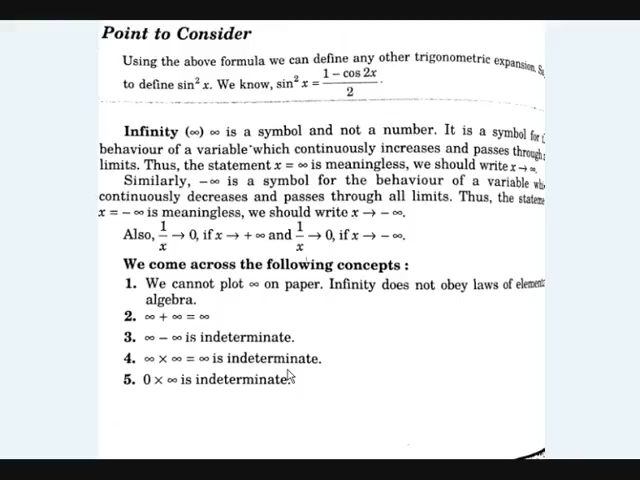 Point to Consider
Using the above formula we can define any other trigonometric expansion.
to define sin² x. We know, sin² x = (1 − cos 2x)/2.
Infinity (∞) ∞ is a symbol and not a number. It is a symbol for
behaviour of a variable which continuously increases and passes through
limits. Thus, the statement x = ∞ is meaningless, we should write x → ∞.
Similarly, −∞ is a symbol for the behaviour of a variable
continuously decreases and passes through all limits. Thus, the
x = − ∞ is meaningless, we should write x → − ∞.
Also, 1/x → 0, if x → + ∞ and 1/x → 0, if x → − ∞.
We come across the following concepts :
1. We cannot plot ∞ on paper. Infinity does not obey laws of
algebra.
2. ∞ + ∞ = ∞
3. ∞ − ∞ is indeterminate.
4. ∞ × ∞ = ∞ is indeterminate.
5. 0 × ∞ is indeterminate.